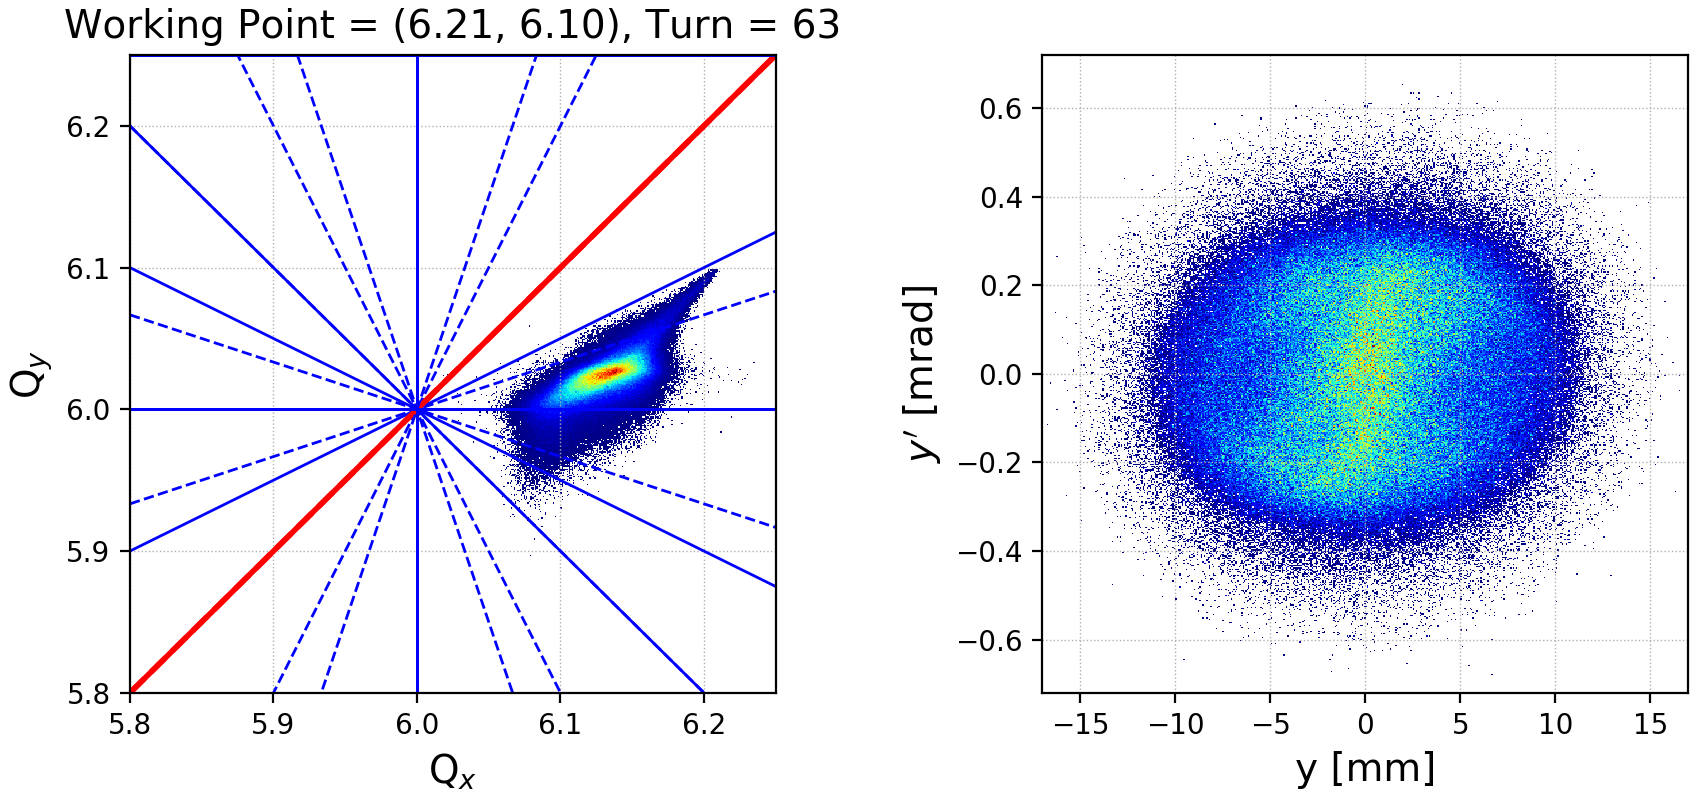 Working Point = (6.21, 6.10), Turn = 63
6.2
6.1
6.0
5.9
5.8
Q_y
5.8 5.9 6.0 6.1 6.2
Q_x
0.6
0.4
0.2
0.0
−0.2
−0.4
−0.6
y′ [mrad]
−15 −10 −5 0 5 10 15
y [mm]